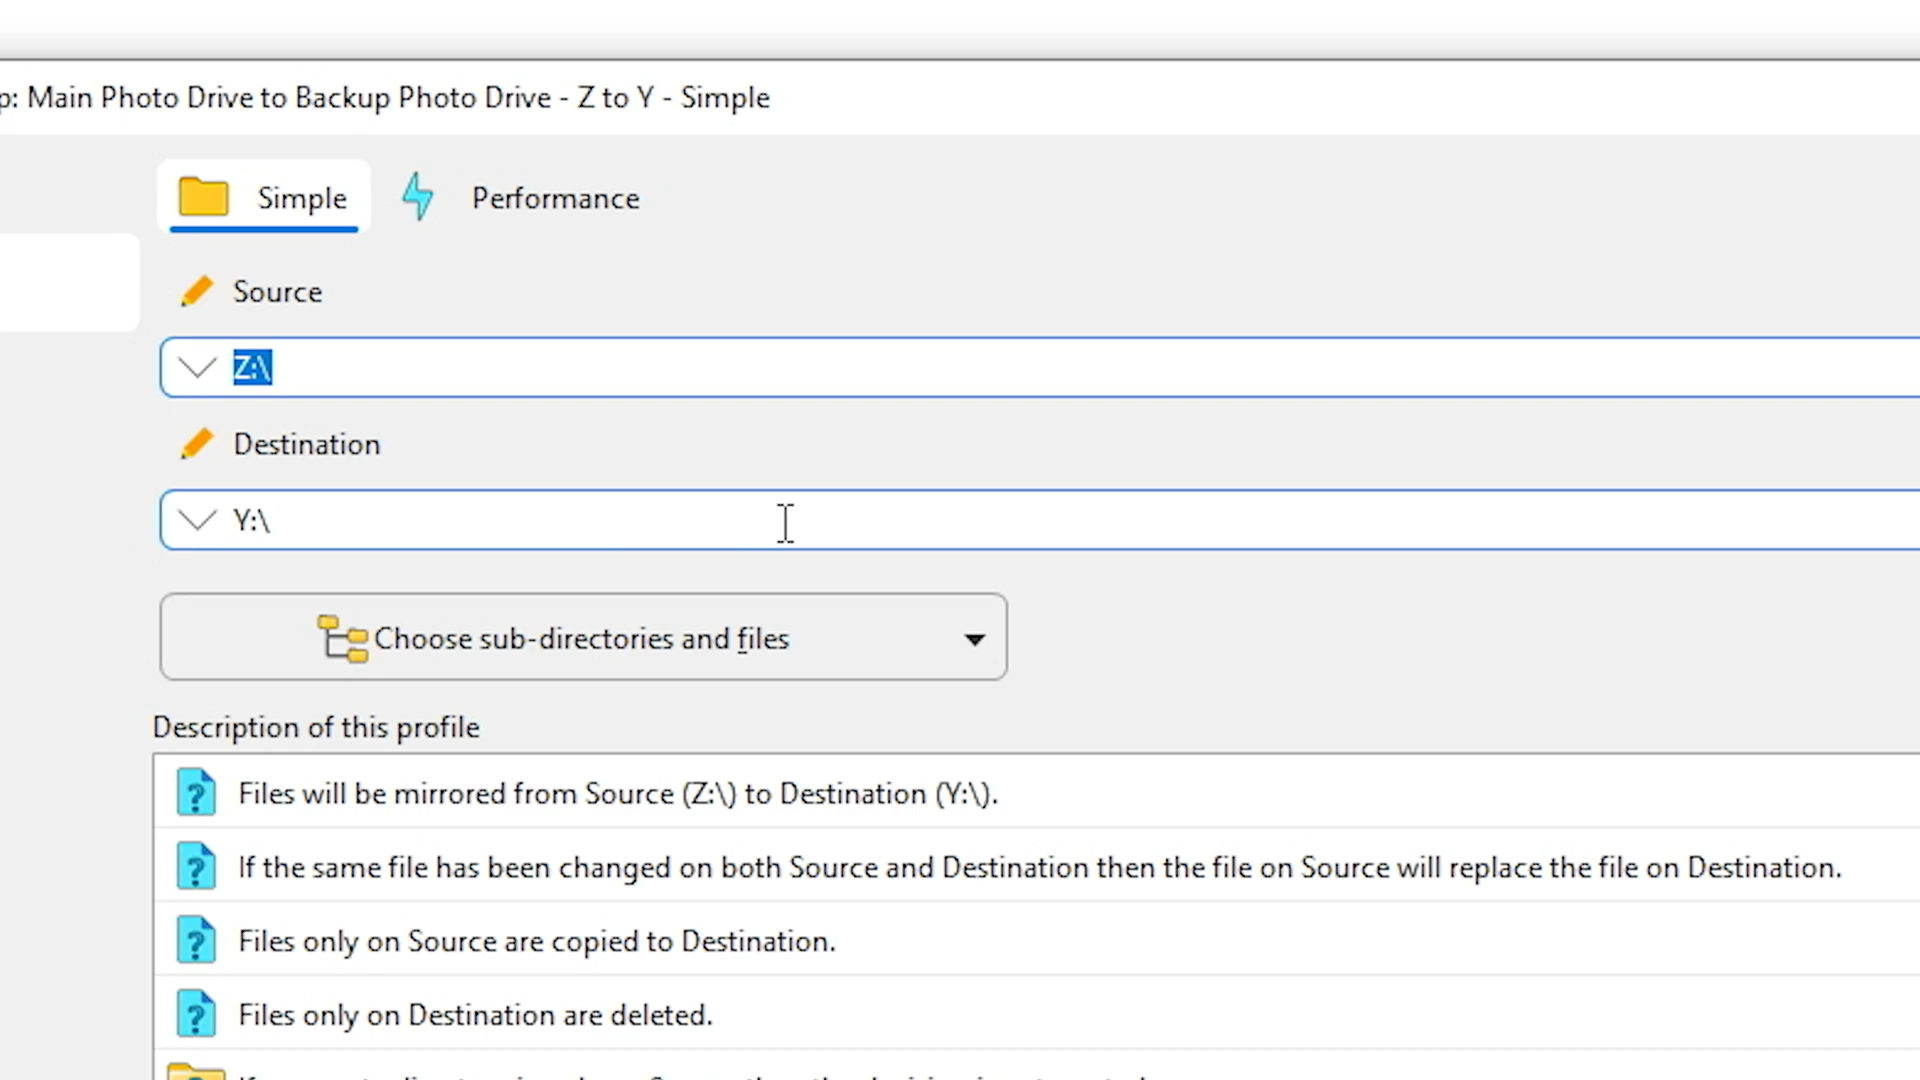 p: Main Photo Drive to Backup Photo Drive - Z to Y - Simple
Simple Performance
Source
Z:\
Destination
Y:\
Choose sub-directories and files
Description of this profile
Files will be mirrored from Source (Z:\) to Destination (Y:\).
If the same file has been changed on both Source and Destination then the file on Source will replace the file on Destination.
Files only on Source are copied to Destination.
Files only on Destination are deleted.